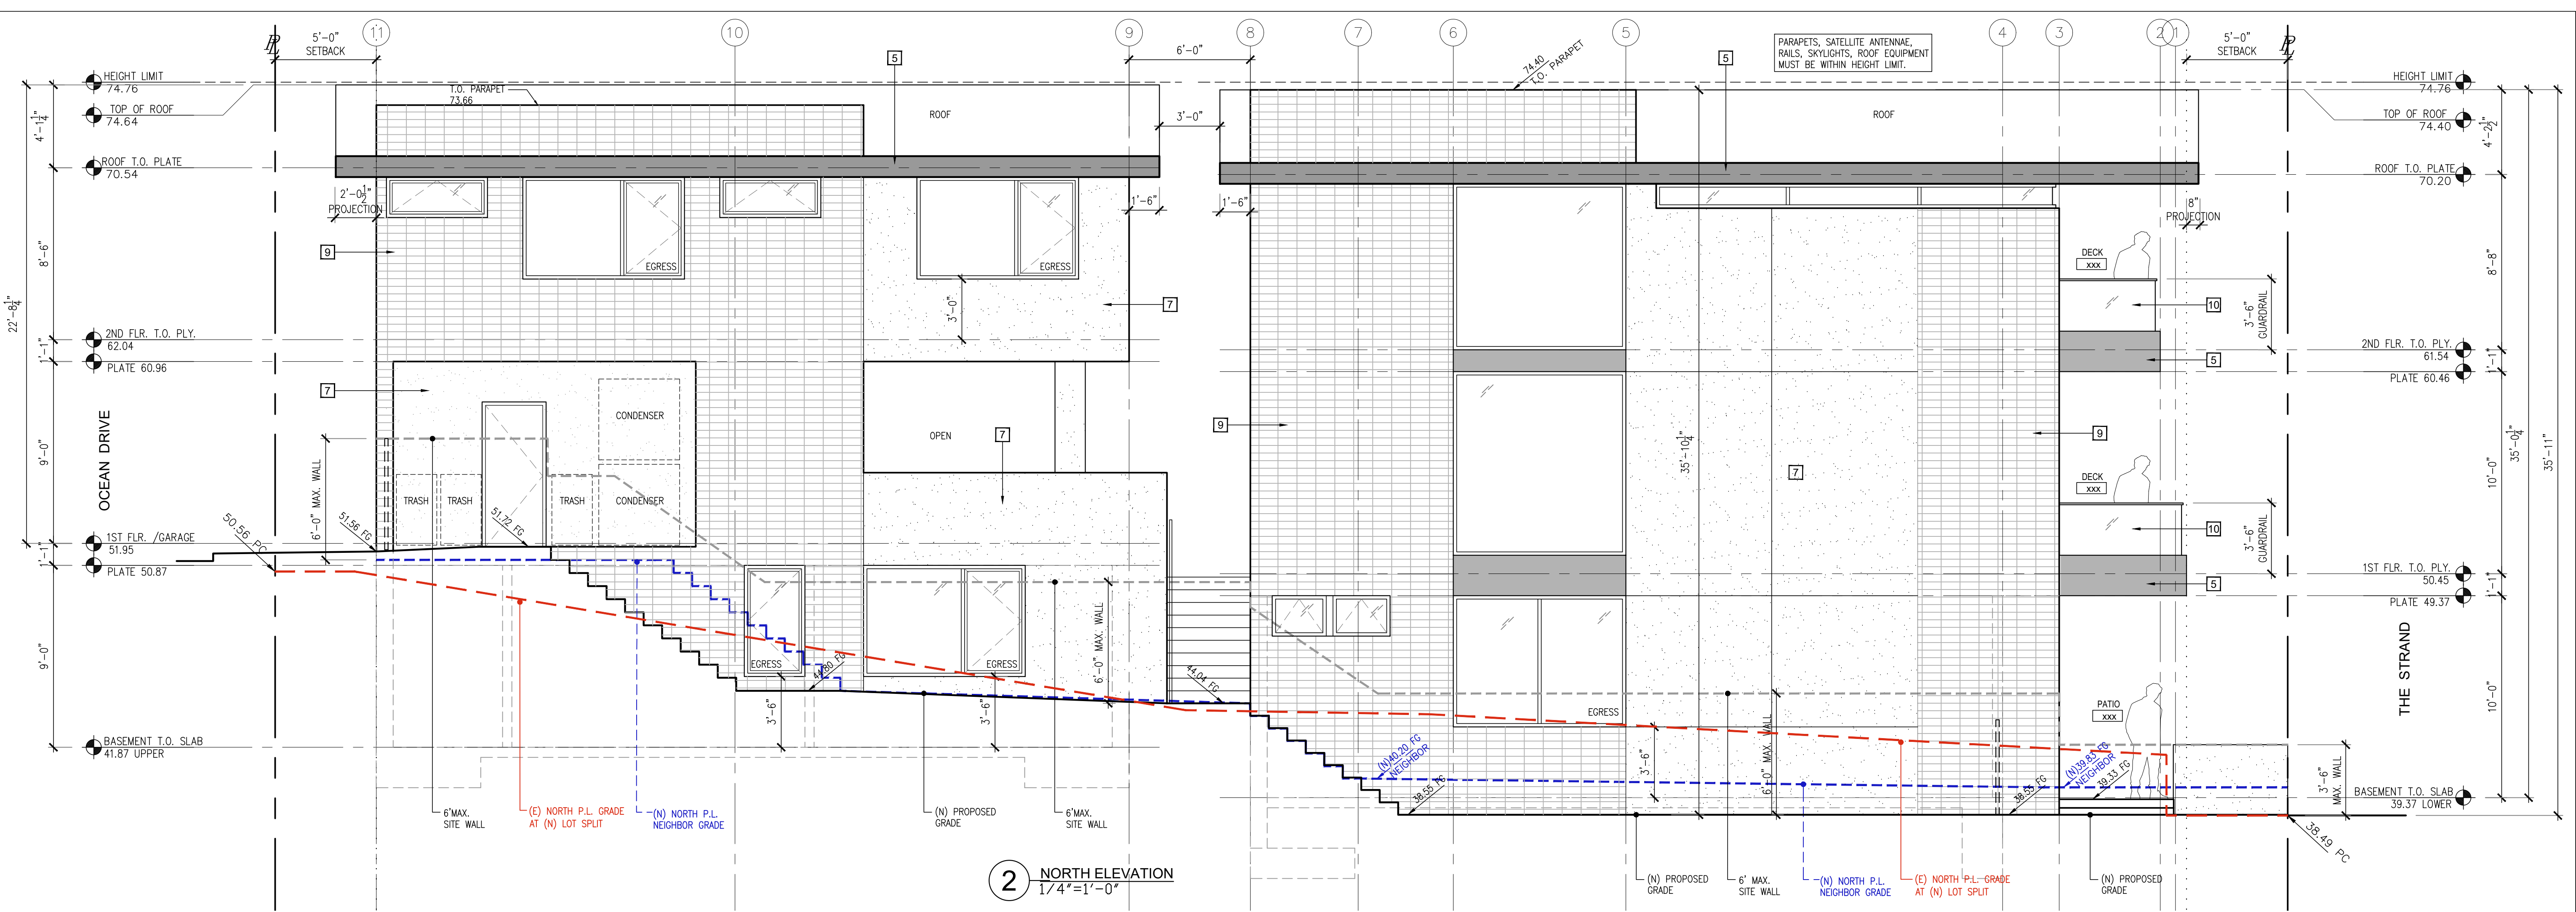 PL
5'-0"
SETBACK
11
10
9
6'-0"
8
7
6
5
4
3
2
1
5'-0"
SETBACK
PL
PARAPETS, SATELLITE ANTENNAE,
RAILS, SKYLIGHTS, ROOF EQUIPMENT
MUST BE WITHIN HEIGHT LIMIT.
5
5
74.40
T.O. PARAPET
HEIGHT LIMIT
74.76
TOP OF ROOF
74.64
4'-1 1/4"
ROOF T.O. PLATE
70.54
8'-6"
22'-8 1/4"
2ND FLR. T.O. PLY.
62.04
1'-1"
PLATE 60.96
9'-0"
OCEAN DRIVE
50.56 PC
1ST FLR. /GARAGE
51.95
1'-1"
PLATE 50.87
9'-0"
BASEMENT T.O. SLAB
41.87 UPPER
T.O. PARAPET
73.66
ROOF
3'-0"
2'-0 1/2"
PROJECTION
1'-6"
1'-6"
9
EGRESS
EGRESS
3'-0"
7
7
CONDENSER
OPEN
7
6'-0" MAX. WALL
TRASH
TRASH
TRASH
CONDENSER
51.56 FG
51.72 FG
EGRESS
44.80 FG
EGRESS
6'-0" MAX. WALL
44.04 FG
3'-6"
3'-6"
6'MAX.
SITE WALL
(E) NORTH P.L. GRADE
AT (N) LOT SPLIT
(N) NORTH P.L.
NEIGHBOR GRADE
(N) PROPOSED
GRADE
6'MAX.
SITE WALL
2
NORTH ELEVATION
1/4"=1'-0"
ROOF
9
35'-10 1/4"
7
9
EGRESS
3'-6"
6'-0" MAX. WALL
(N)40.20 FG
NEIGHBOR
38.55 FG
38.55 FG
(N)39.83 FG
NEIGHBOR
39.33 FG
8"
PROJECTION
DECK
XXX
10
3'-6"
GUARDRAIL
5
DECK
XXX
10
3'-6"
GUARDRAIL
5
PATIO
XXX
3'-6"
MAX. WALL
HEIGHT LIMIT
74.76
TOP OF ROOF
74.40
4'-2 1/2"
ROOF T.O. PLATE
70.20
8'-8"
2ND FLR. T.O. PLY.
61.54
1'-1"
PLATE 60.46
10'-0"
35'-0 1/4"
35'-11"
1ST FLR. T.O. PLY.
50.45
1'-1"
PLATE 49.37
THE STRAND
10'-0"
BASEMENT T.O. SLAB
39.37 LOWER
38.49 PC
(N) PROPOSED
GRADE
6' MAX.
SITE WALL
(N) NORTH P.L.
NEIGHBOR GRADE
(E) NORTH P.L. GRADE
AT (N) LOT SPLIT
(N) PROPOSED
GRADE